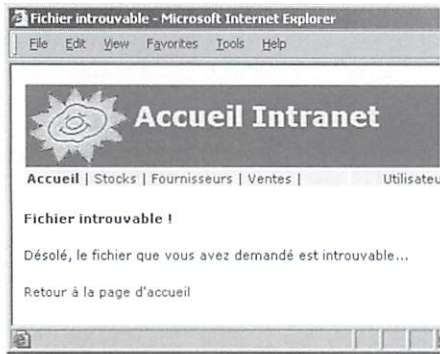 Fichier introuvable - Microsoft Internet Explorer
File Edit View Favorites Tools Help
Accueil Intranet
Accueil | Stocks | Fournisseurs | Ventes | Utilisateu
Fichier introuvable !
Désolé, le fichier que vous avez demandé est introuvable...
Retour à la page d'accueil